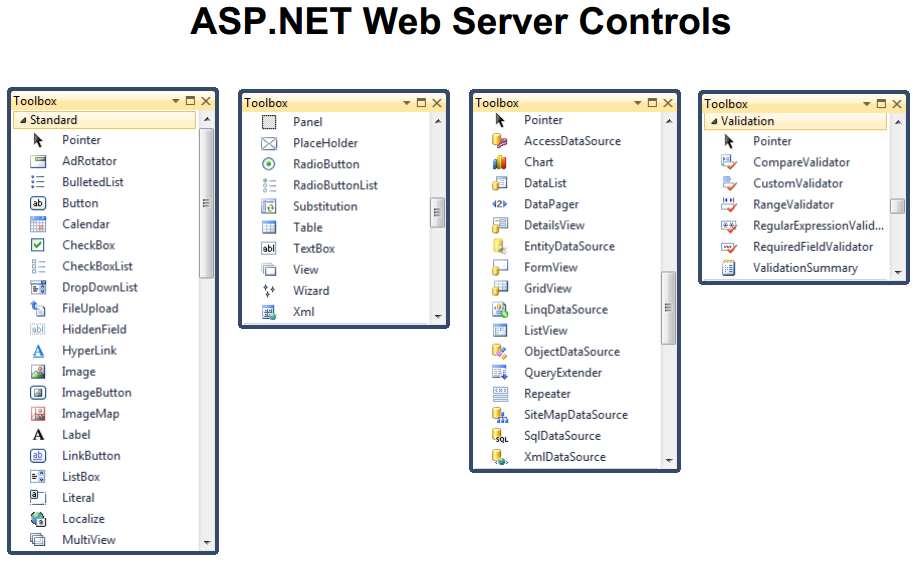 ASP.NET Web Server Controls
Toolbox
Standard
Pointer
AdRotator
BulletedList
Button
Calendar
CheckBox
CheckBoxList
DropDownList
FileUpload
HiddenField
HyperLink
Image
ImageButton
ImageMap
Label
LinkButton
ListBox
Literal
Localize
MultiView
Toolbox
Panel
PlaceHolder
RadioButton
RadioButtonList
Substitution
Table
TextBox
View
Wizard
Xml
Toolbox
Pointer
AccessDataSource
Chart
DataList
DataPager
DetailsView
EntityDataSource
FormView
GridView
LinqDataSource
ListView
ObjectDataSource
QueryExtender
Repeater
SiteMapDataSource
SqlDataSource
XmlDataSource
Toolbox
Validation
Pointer
CompareValidator
CustomValidator
RangeValidator
RegularExpressionValid...
RequiredFieldValidator
ValidationSummary